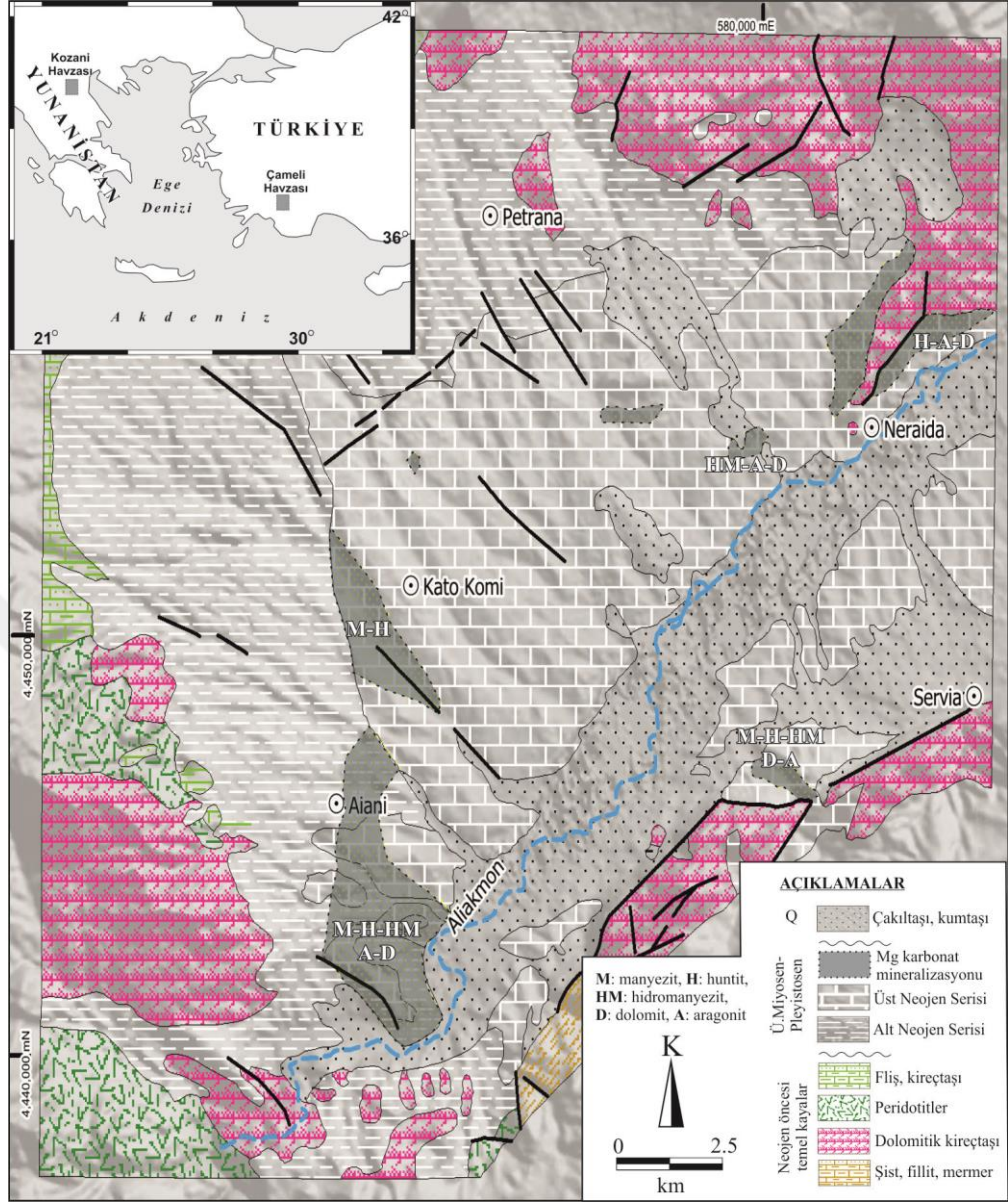 580,000 mE
42°
Kozani
Havzası
YUNANİSTAN
TÜRKİYE
Çameli
Havzası
Ege
Denizi
36°
Akdeniz
21°
30°
Petrana
H-A-D
Neraida
HM-A-D
Kato Komi
M-H
4,450,000 mN
Servia
M-H-HM
D-A
Aiani
Aliakmon
M-H-HM
A-D
4,440,000 mN
M: manyezit, H: huntit,
HM: hidromanyezit,
D: dolomit, A: aragonit
K
0 2.5
km
AÇIKLAMALAR
Q
Çakıltaşı, kumtaşı
Ü.Miyosen-
Pleyistosen
Mg karbonat
mineralizasyonu
Üst Neojen Serisi
Alt Neojen Serisi
Neojen öncesi
temel kayalar
Fliş, kireçtaşı
Peridotitler
Dolomitik kireçtaşı
Şist, fillit, mermer